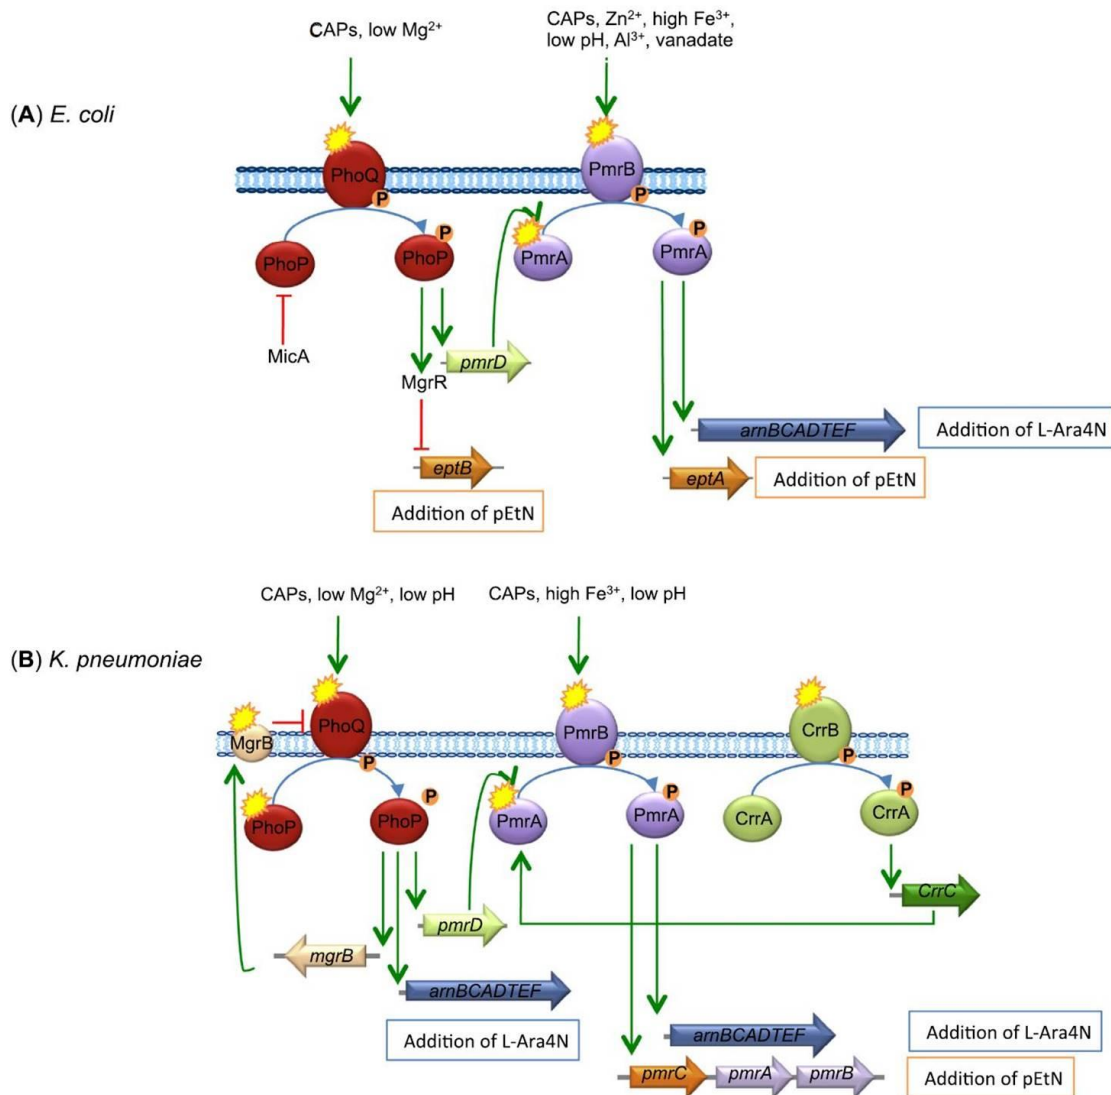 CAPs, low Mg²⁺
CAPs, Zn²⁺, high Fe³⁺,
low pH, Al³⁺, vanadate
(A) E. coli
PhoQ
PmrB
P
P
PhoP
PhoP
P
PmrA
PmrA
P
MicA
MgrR
pmrD
arnBCADTEF
Addition of L-Ara4N
eptB
eptA
Addition of pEtN
Addition of pEtN
CAPs, low Mg²⁺, low pH
CAPs, high Fe³⁺, low pH
(B) K. pneumoniae
MgrB
PhoQ
PmrB
CrrB
P
P
P
PhoP
PhoP
P
PmrA
PmrA
P
CrrA
CrrA
P
CrrC
pmrD
mgrB
arnBCADTEF
Addition of L-Ara4N
arnBCADTEF
Addition of L-Ara4N
pmrC
pmrA
pmrB
Addition of pEtN